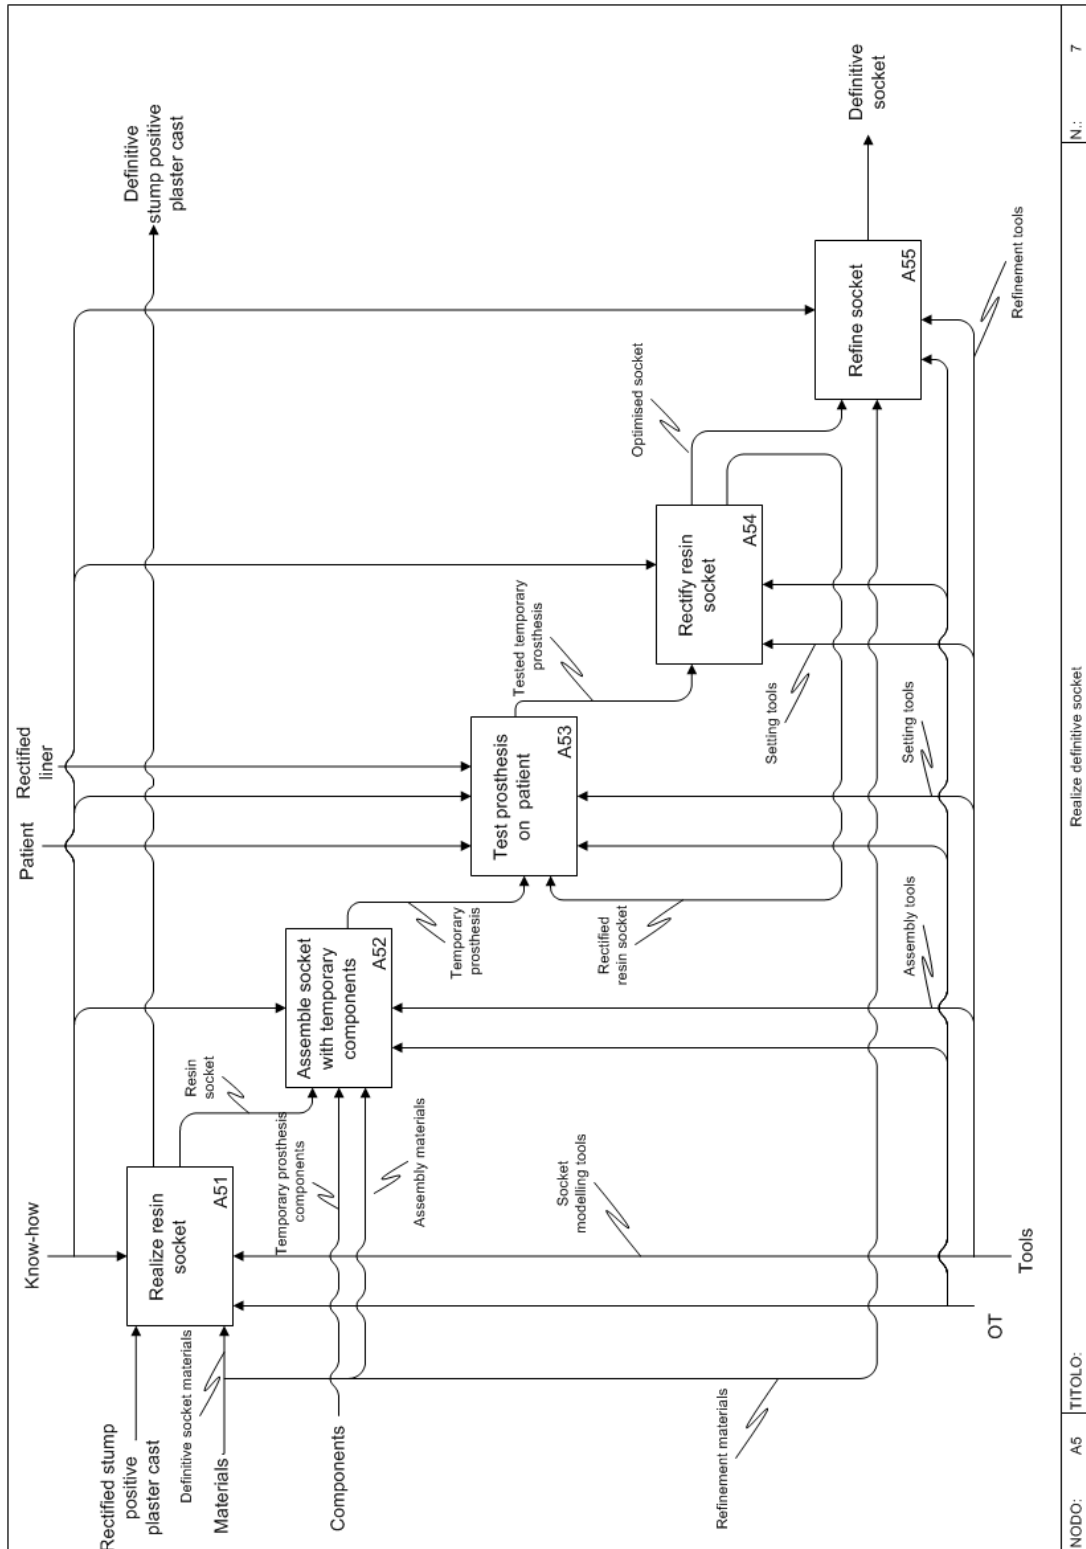 Know-how
Patient
Rectified
liner
Definitive
stump positive
plaster cast
Rectified stump
positive
plaster cast
Definitive socket materials
Materials
Components
Realize resin
socket
A51
Resin
socket
Temporary prosthesis
components
Assembly materials
Assemble socket
with temporary
components
A52
Temporary
prosthesis
Test prosthesis
on patient
A53
Tested temporary
prosthesis
Rectified
resin socket
Rectify resin
socket
A54
Optimised socket
Refine socket
A55
Definitive
socket
Refinement materials
Socket
modelling tools
Assembly tools
Setting tools
Setting tools
Refinement tools
OT
Tools
NODO:
A5
TITOLO:
Realize definitive socket
N.:
7